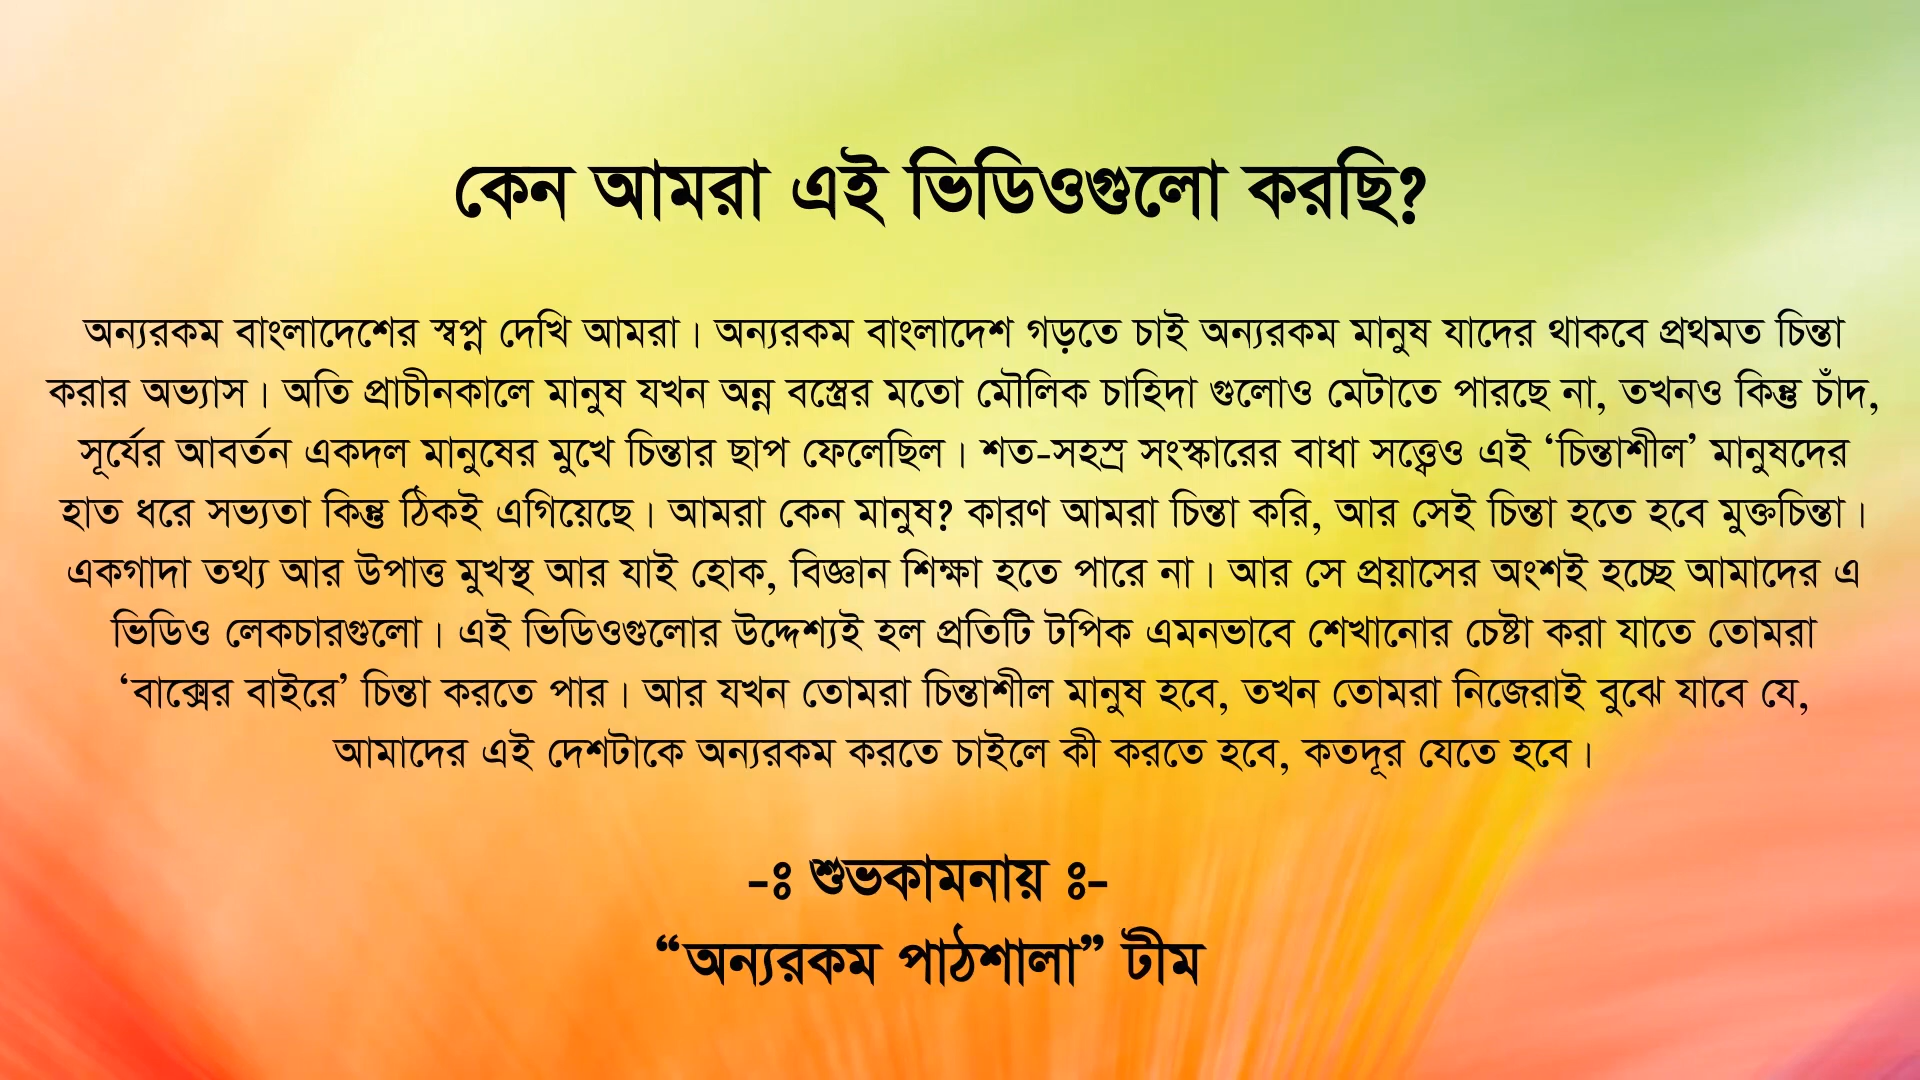 কেন আমরা এই ভিডিওগুলো করছি?
অন্যরকম বাংলাদেশের স্বপ্ন দেখি আমরা। অন্যরকম বাংলাদেশ গড়তে চাই অন্যরকম মানুষ যাদের থাকবে প্রথমত চিন্তা
করার অভ্যাস। অতি প্রাচীনকালে মানুষ যখন অন্ন বস্ত্রের মতো মৌলিক চাহিদা গুলোও মেটাতে পারছে না, তখনও কিন্তু চাঁদ,
সূর্যের আবর্তন একদল মানুষের মুখে চিন্তার ছাপ ফেলেছিল। শত-সহস্র সংস্কারের বাধা সত্ত্বেও এই ‘চিন্তাশীল’ মানুষদের
হাত ধরে সভ্যতা কিন্তু ঠিকই এগিয়েছে। আমরা কেন মানুষ? কারণ আমরা চিন্তা করি, আর সেই চিন্তা হতে হবে মুক্তচিন্তা।
একগাদা তথ্য আর উপাত্ত মুখস্থ আর যাই হোক, বিজ্ঞান শিক্ষা হতে পারে না। আর সে প্রয়াসের অংশই হচ্ছে আমাদের এ
ভিডিও লেকচারগুলো। এই ভিডিওগুলোর উদ্দেশ্যই হল প্রতিটি টপিক এমনভাবে শেখানোর চেষ্টা করা যাতে তোমরা
‘বাক্সের বাইরে’ চিন্তা করতে পার। আর যখন তোমরা চিন্তাশীল মানুষ হবে, তখন তোমরা নিজেরাই বুঝে যাবে যে,
আমাদের এই দেশটাকে অন্যরকম করতে চাইলে কী করতে হবে, কতদূর যেতে হবে।
-ঃ শুভকামনায় ঃ-
“অন্যরকম পাঠশালা” টীম